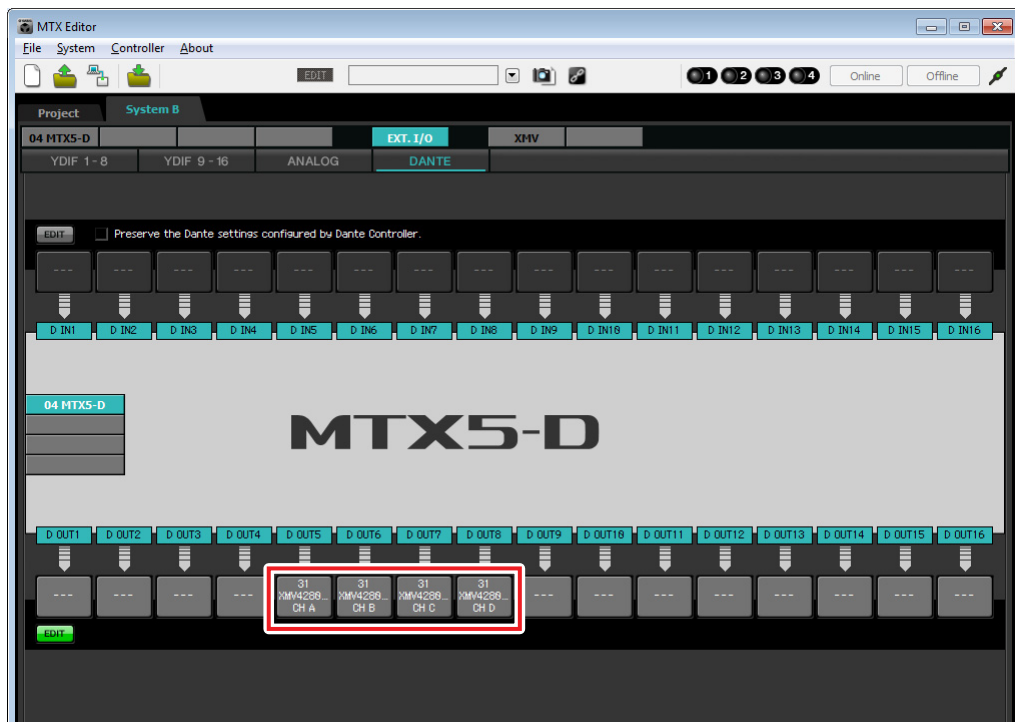 MTX Editor
File System Controller About
EDIT 1 2 3 4 Online Offline
Project System B
04 MTX5-D EXT. I/O XMV
YDIF 1 - 8 YDIF 9 - 16 ANALOG DANTE
EDIT Preserve the Dante settings configured by Dante Controller.
--- --- --- --- --- --- --- --- --- --- --- --- --- --- --- ---
D IN1 D IN2 D IN3 D IN4 D IN5 D IN6 D IN7 D IN8 D IN9 D IN10 D IN11 D IN12 D IN13 D IN14 D IN15 D IN16
04 MTX5-D
MTX5-D
D OUT1 D OUT2 D OUT3 D OUT4 D OUT5 D OUT6 D OUT7 D OUT8 D OUT9 D OUT10 D OUT11 D OUT12 D OUT13 D OUT14 D OUT15 D OUT16
31 31 31 31
--- --- --- --- XMV4280... XMV4280... XMV4280... XMV4280... --- --- --- --- --- --- --- ---
CH A CH B CH C CH D
EDIT